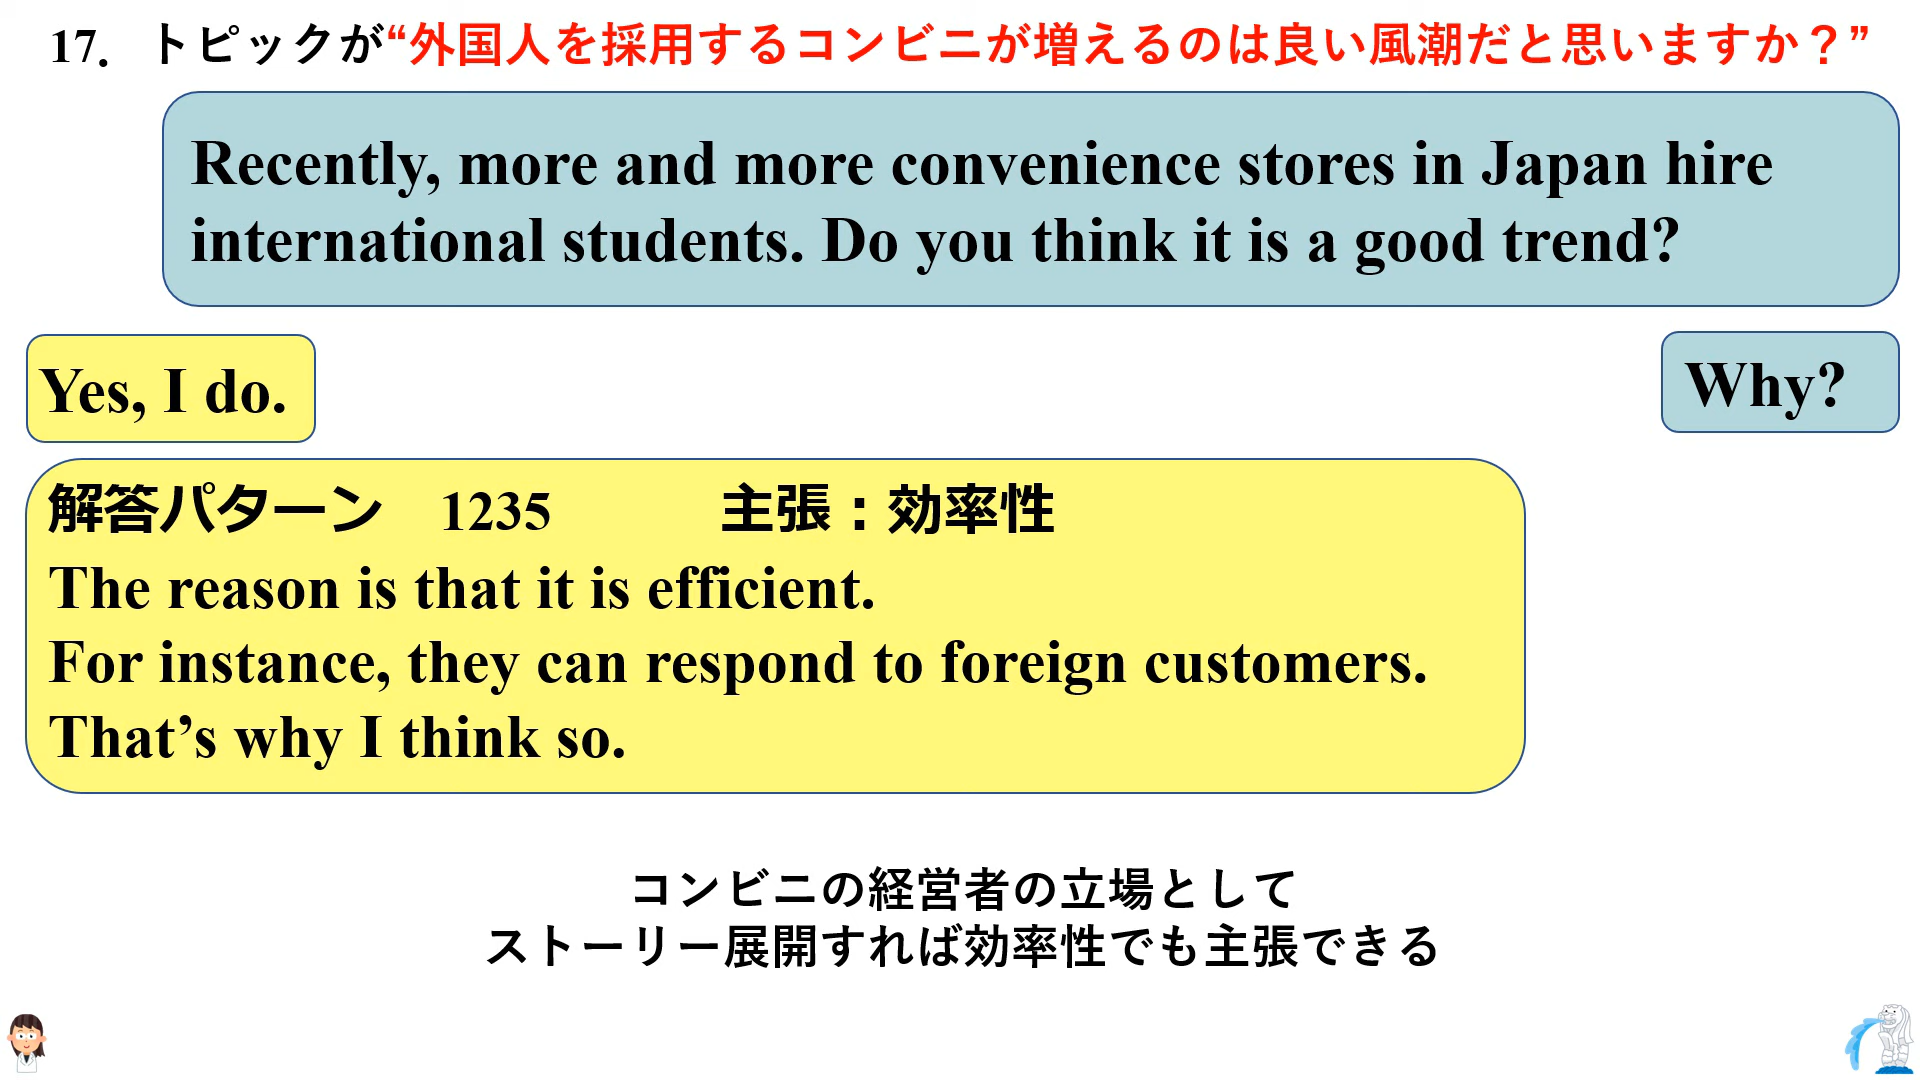 17. トピックが“外国人を採用するコンビニが増えるのは良い風潮だと思いますか？”
Recently, more and more convenience stores in Japan hire
international students. Do you think it is a good trend?
Yes, I do.
Why?
解答パターン　1235　　　主張：効率性
The reason is that it is efficient.
For instance, they can respond to foreign customers.
That’s why I think so.
コンビニの経営者の立場として
ストーリー展開すれば効率性でも主張できる